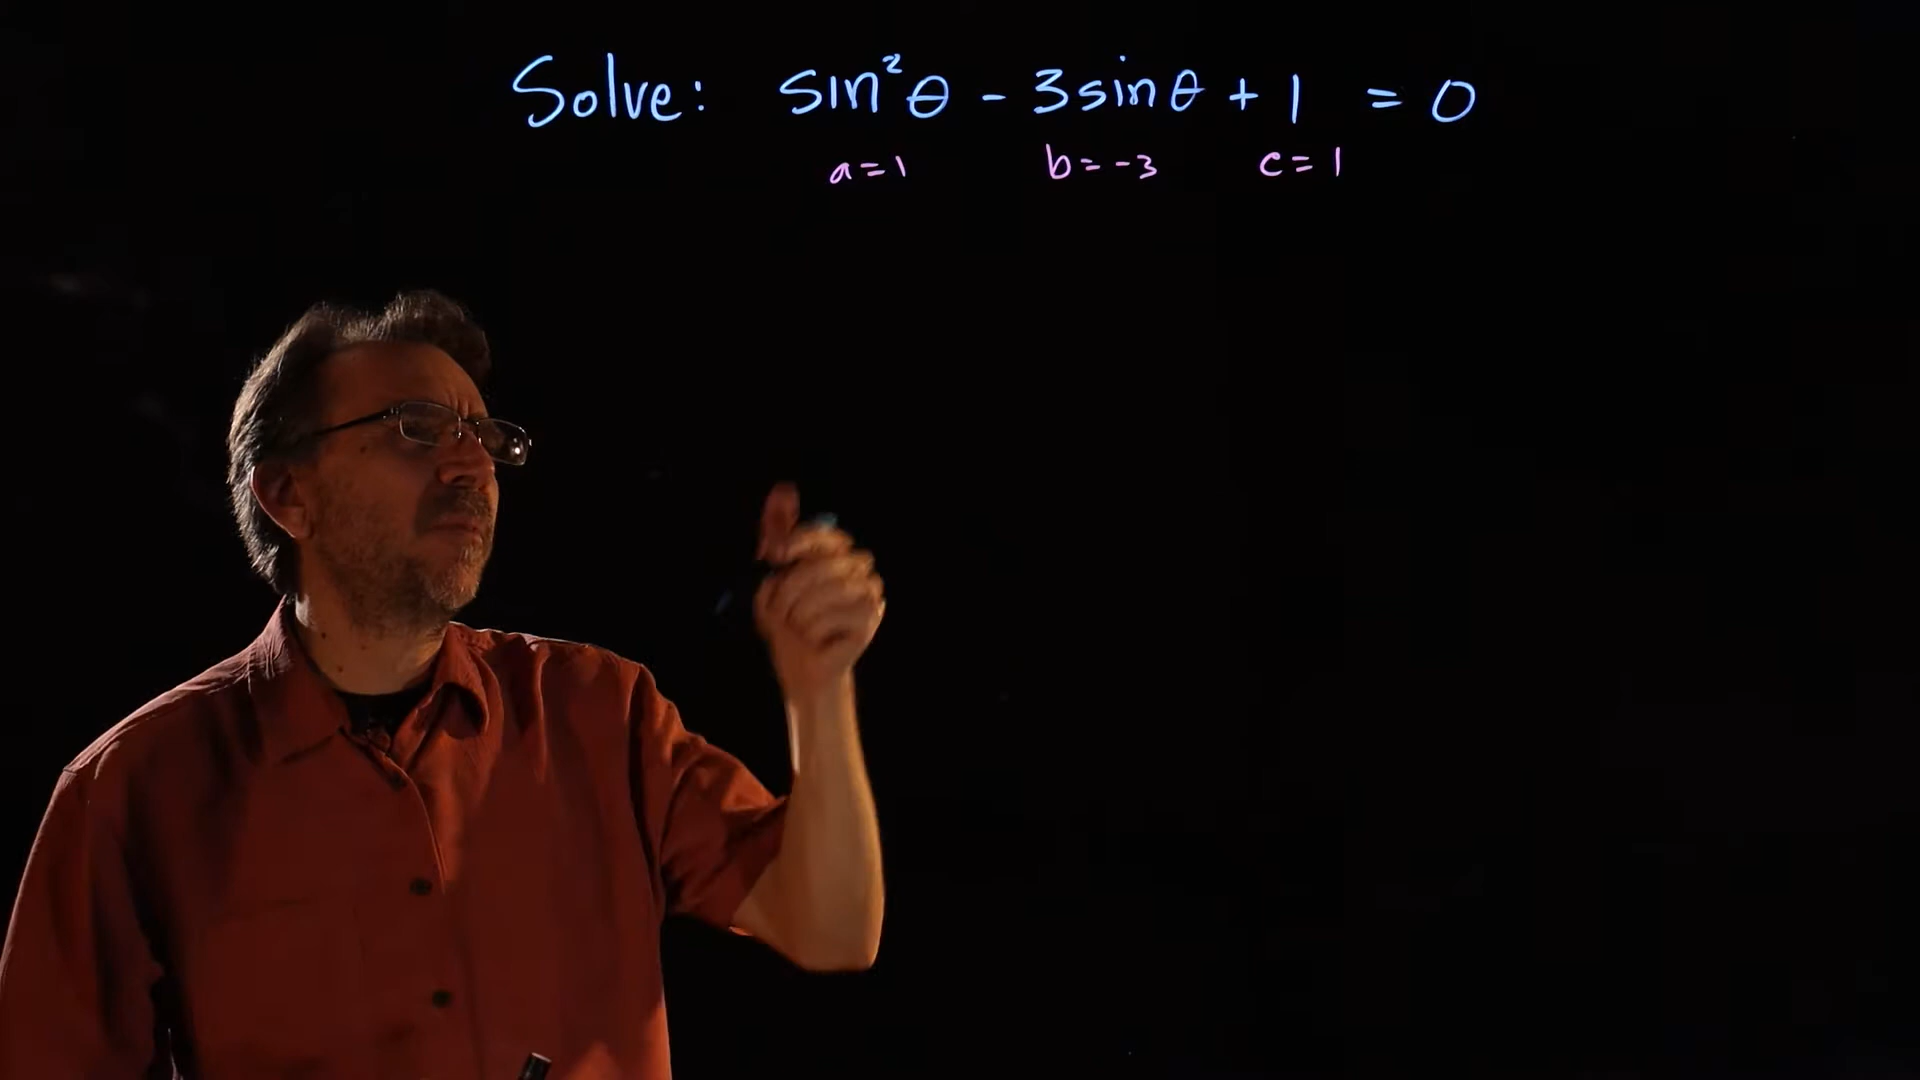 Solve: sin²θ - 3sinθ + 1 = 0
a=1 b=-3 c=1